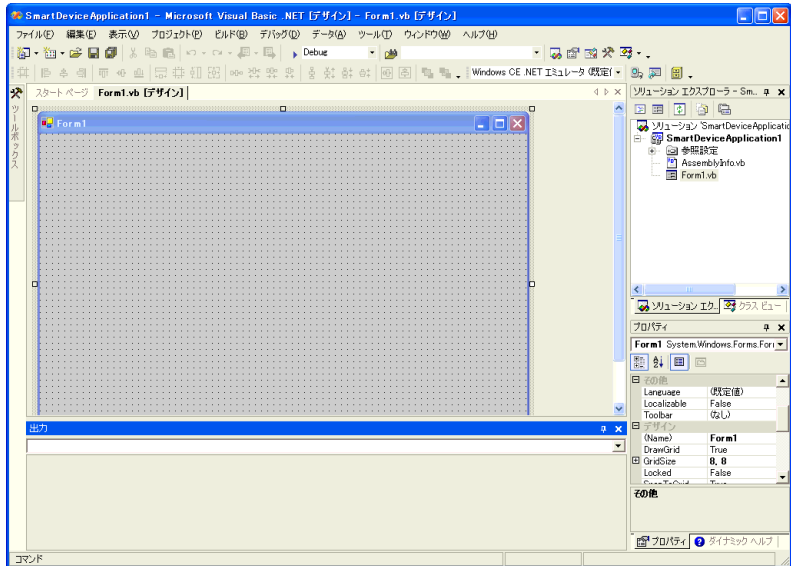 SmartDeviceApplication1 - Microsoft Visual Basic .NET [デザイン] - Form1.vb [デザイン]
ファイル(F) 編集(E) 表示(V) プロジェクト(P) ビルド(B) デバッグ(D) データ(A) ツール(T) ウィンドウ(W) ヘルプ(H)
Debug
Windows CE .NET エミュレータ (既定(
スタート ページ Form1.vb [デザイン]
ツールボックス
Form1
ソリューション エクスプローラ - Sm...
ソリューション 'SmartDeviceApplicatic
SmartDeviceApplication1
参照設定
AssemblyInfo.vb
Form1.vb
ソリューション エク... クラス ビュー
プロパティ
Form1 System.Windows.Forms.For
その他
Language (既定値)
Localizable False
Toolbar (なし)
デザイン
(Name) Form1
DrawGrid True
GridSize 8, 8
Locked False
SnapToGrid True
その他
プロパティ ダイナミック ヘルプ
出力
コマンド